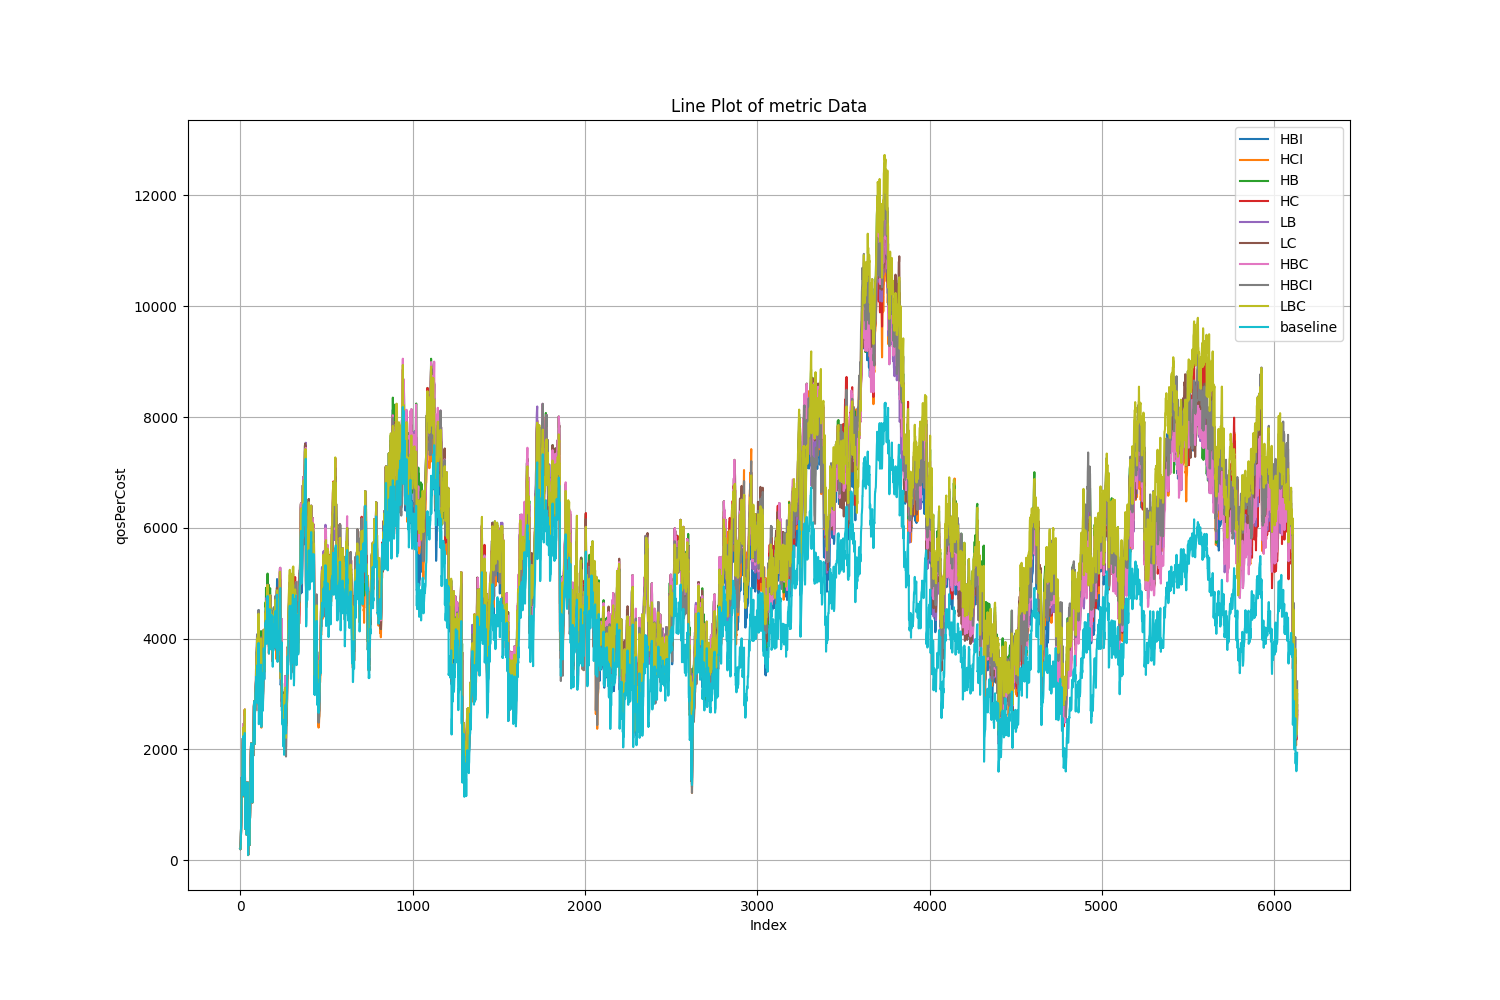 Line Plot of metric Data
HBI
HCI
HB
HC
LB
LC
HBC
HBCI
LBC
baseline
qosPerCost
12000
10000
8000
6000
4000
2000
0
0 1000 2000 3000 4000 5000 6000
Index